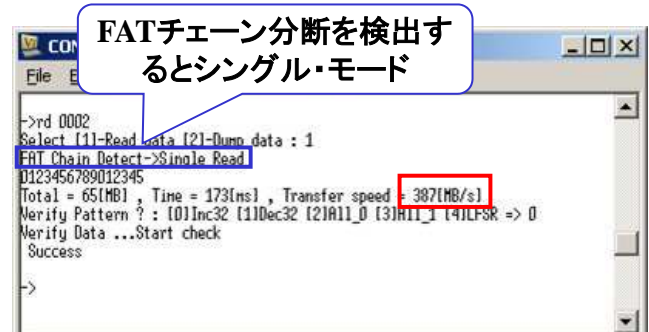 FATチェーン分断を検出す
るとシングル・モード
CON
File E
->rd 0002
Select [1]-Read data [2]-Dump data : 1
FAT Chain Detect->Single Read
0123456789012345
Total = 65[MB] , Time = 173[ms] , Transfer speed = 387[MB/s]
Verify Pattern ? : [0]Inc32 [1]Dec32 [2]All_0 [3]All_1 [4]LFSR => 0
Verify Data ...Start check
Success
->